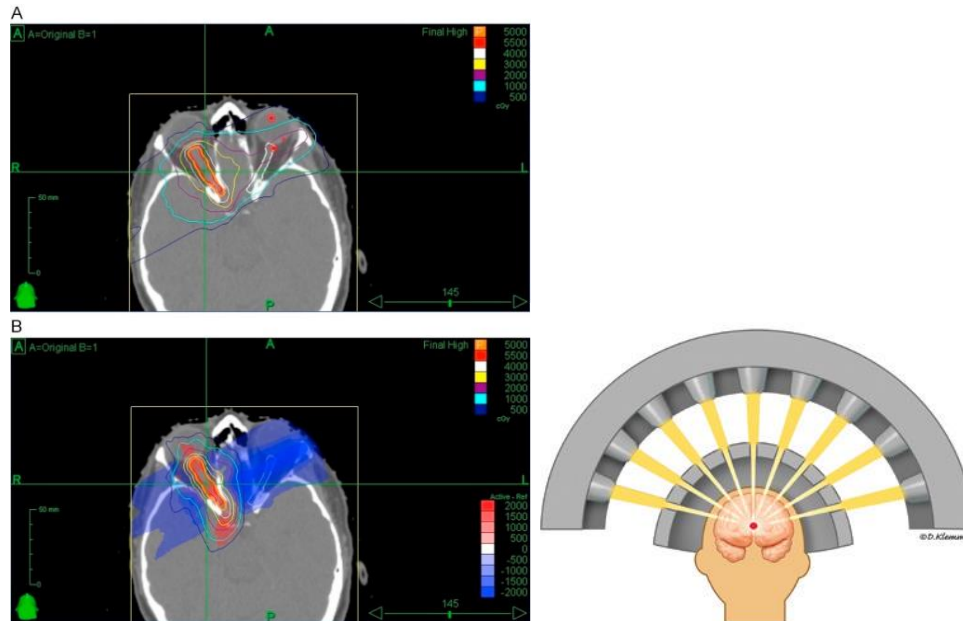 A
A A=Original B=1
A
Final High
5000
5500
4000
3000
2000
1000
500
cGy
R
L
50 mm
0
P
145
B
A A=Original B=1
A
Final High
5000
5500
4000
3000
2000
1000
500
cGy
R
L
Active - Ref
2000
1500
1000
500
0
-500
-1000
-1500
-2000
50 mm
0
P
145
©D.Klemm